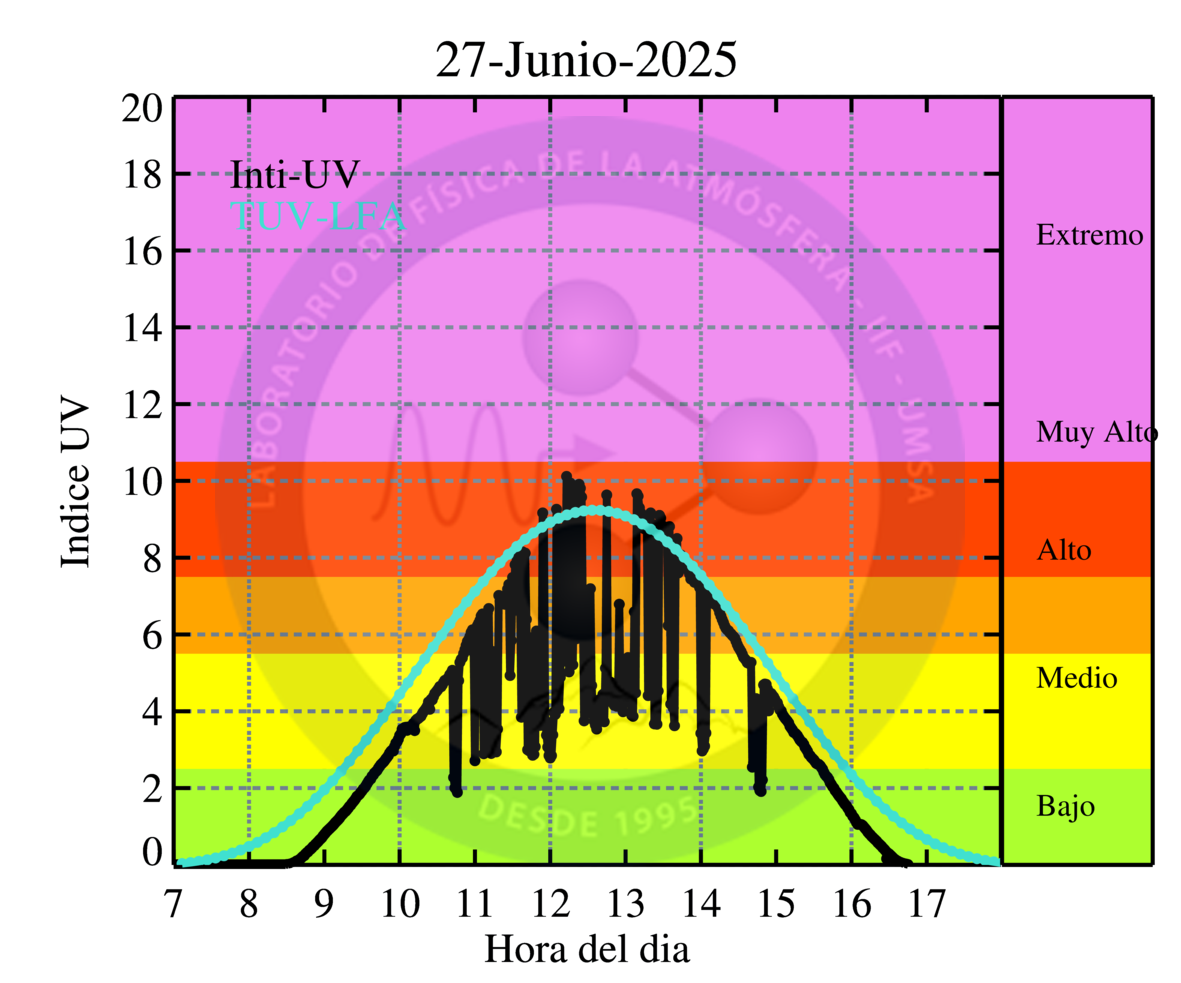 27-Junio-2025
Inti-UV
TUV-LFA
LABORATORIO DE FÍSICA DE LA ATMÓSFERA - IIF - UMSA
DESDE 1995
Indice UV
20
18
16
14
12
10
8
6
4
2
0
7 8 9 10 11 12 13 14 15 16 17
Hora del dia
Extremo
Muy Alto
Alto
Medio
Bajo